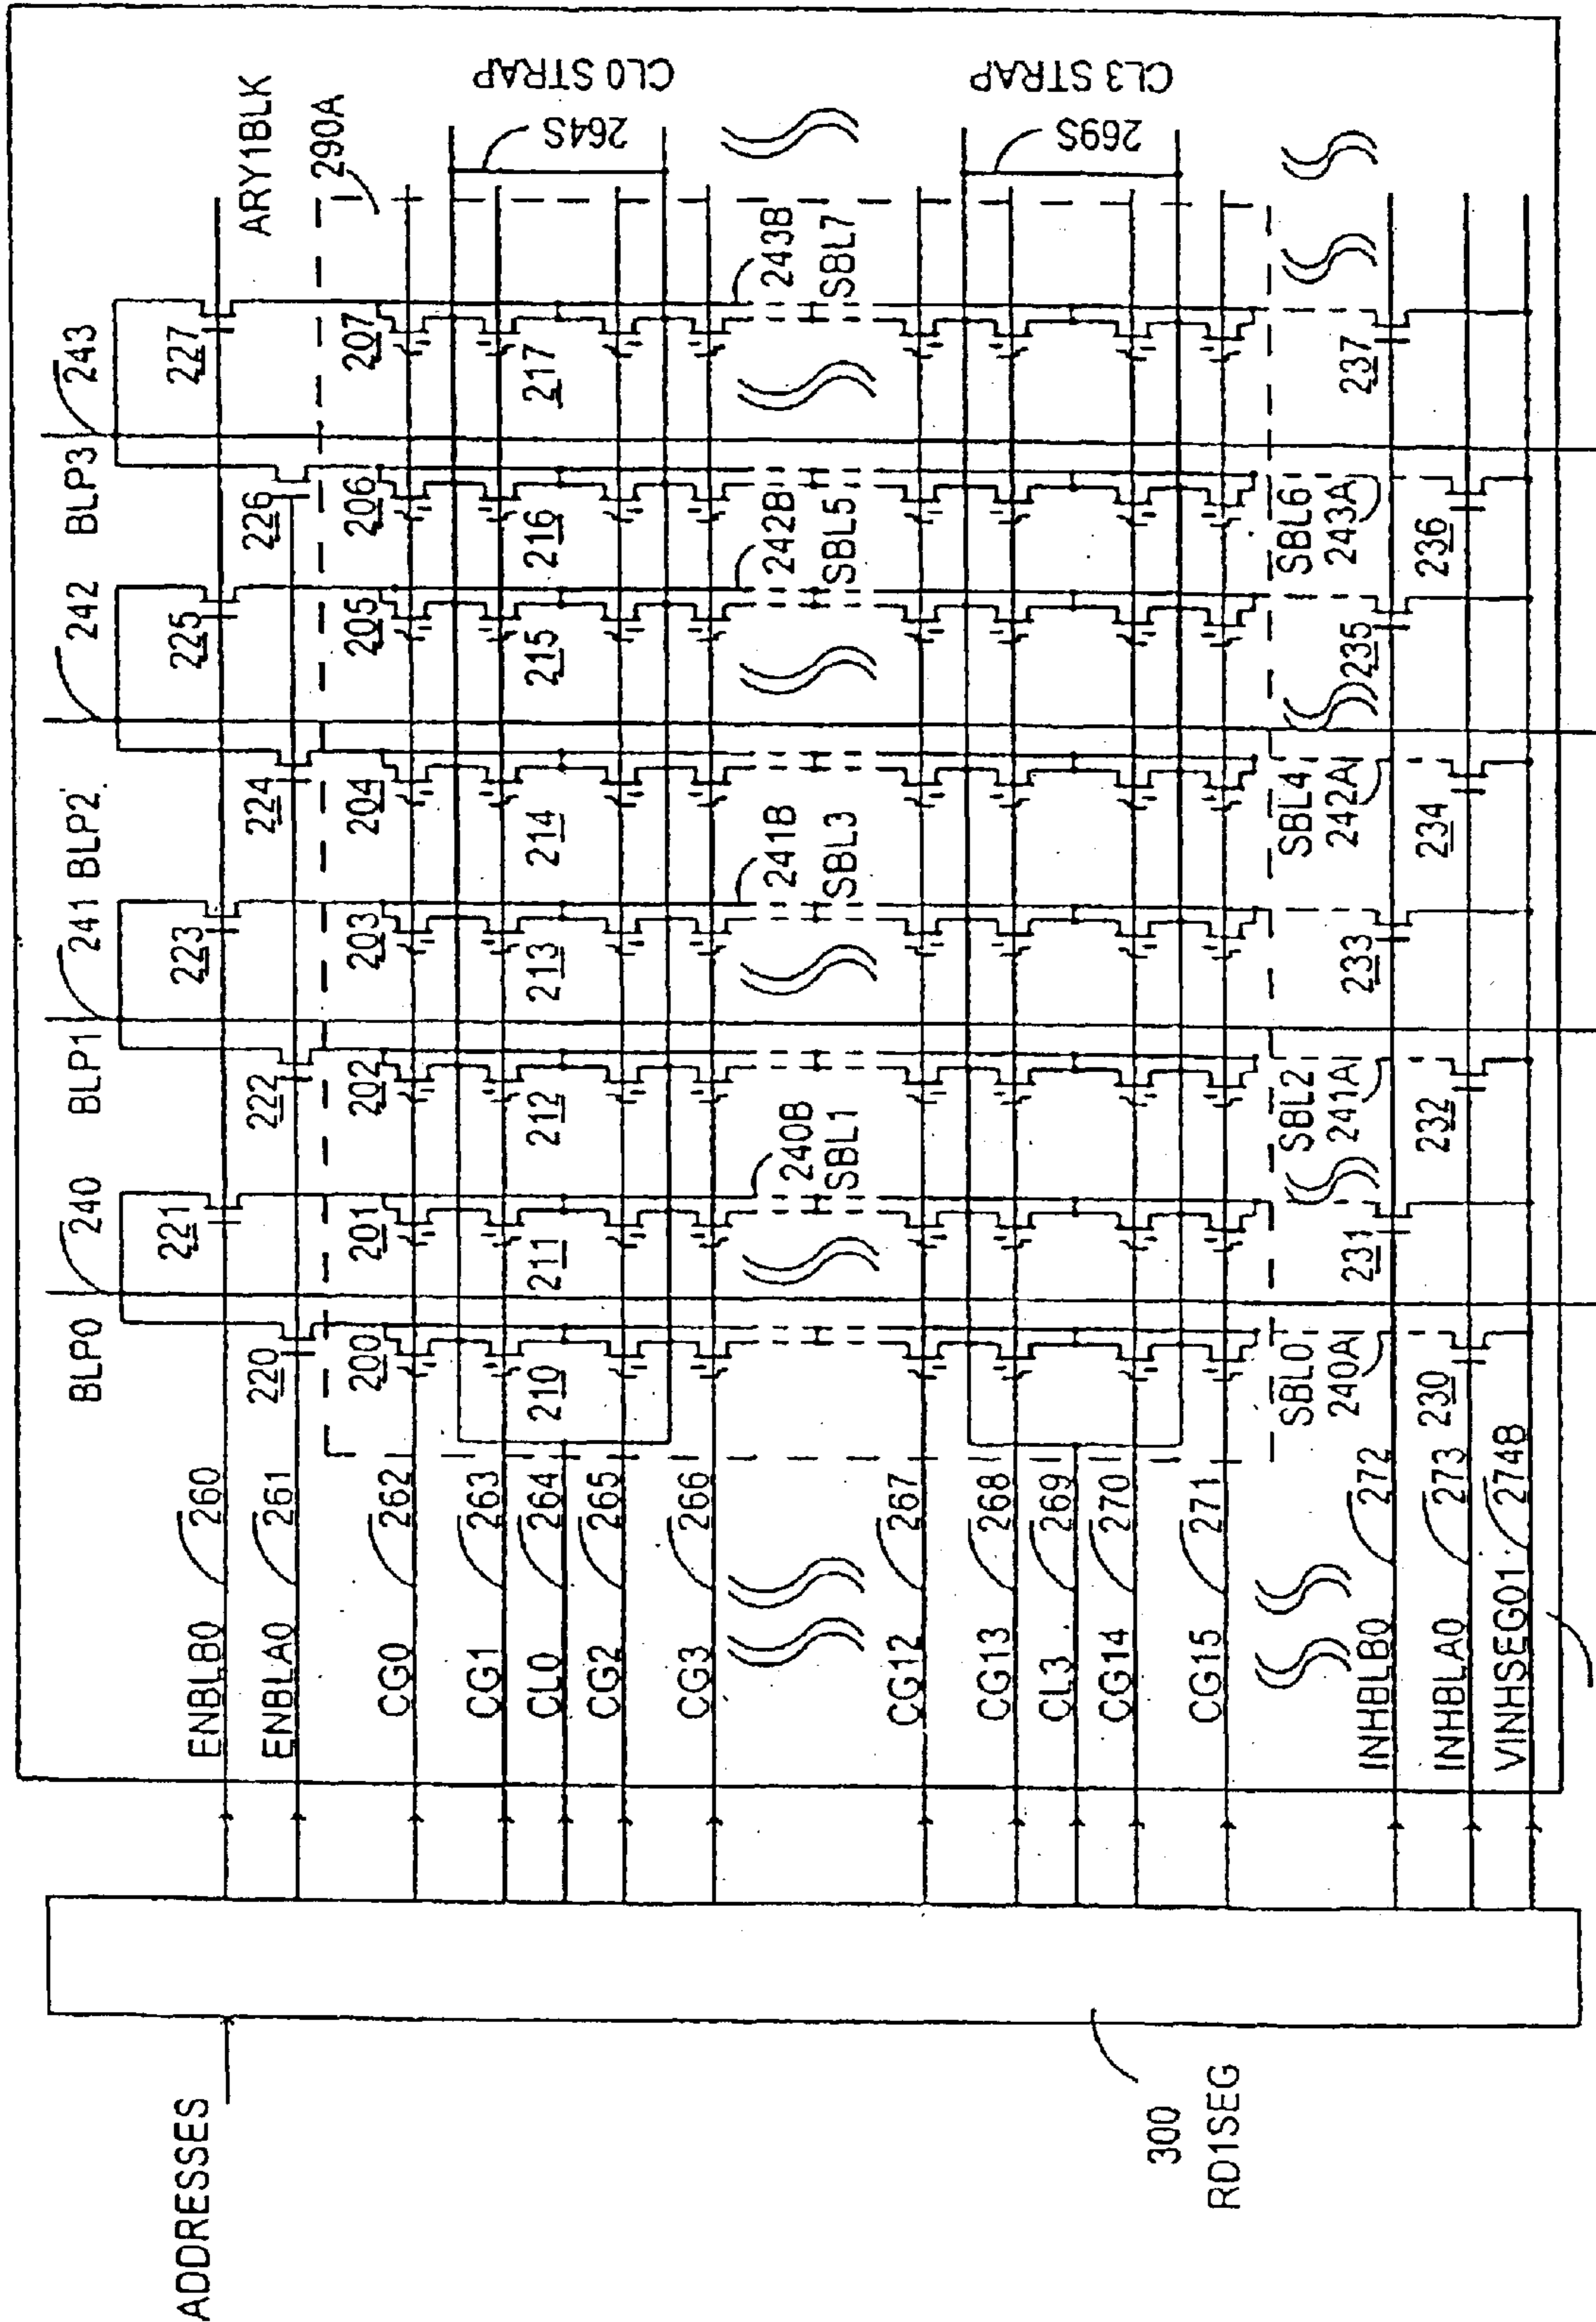 ADDRESSES
300
RD1SEG
ENBLB0 260
ENBLA0 261
CG0 262
CG1 263
CL0 264
CG2 265
CG3 266
CG12 267
CG13 268
CL3 269
CG14 270
CG15 271
INHBLB0 272
INHBLA0 273
VINHSEG01 274B
BLP0 240
BLP1 241
BLP2 242
BLP3 243
220 221 222 223 224 225 226 227
ARY1BLK
290A
200 201 202 203 204 205 206 207
210 211 212 213 214 215 216 217
CL0 STRAP
264S
240B
SBL1
241B
SBL3
242B
SBL5
243B
SBL7
CL3 STRAP
269S
SBL0
240A
SBL2
241A
SBL4
242A
SBL6
243A
230 231 232 233 234 235 236 237